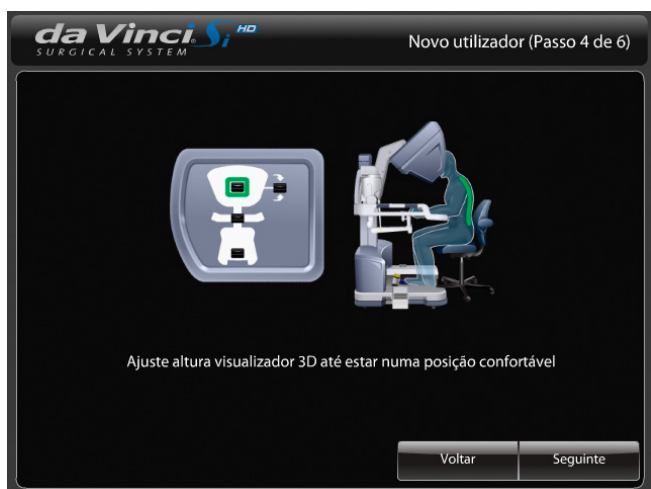 da Vinci Si HD
SURGICAL SYSTEM
Novo utilizador (Passo 4 de 6)
Ajuste altura visualizador 3D até estar numa posição confortável
Voltar
Seguinte